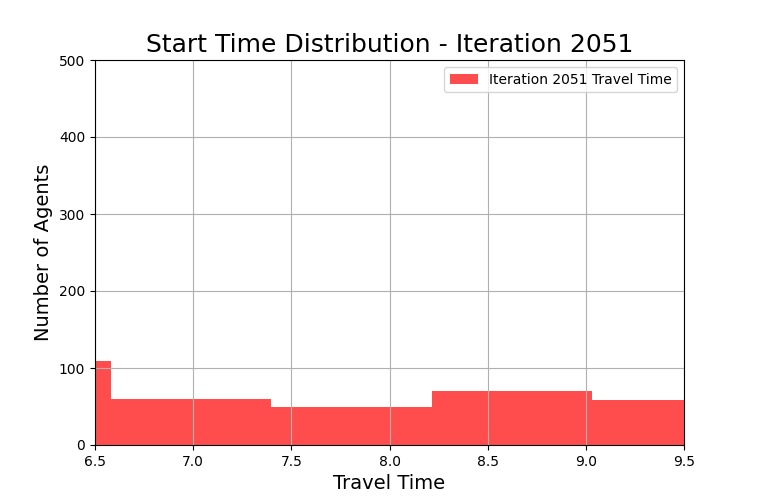 Start Time Distribution - Iteration 2051
Iteration 2051 Travel Time
Number of Agents
500
400
300
200
100
0
6.5 7.0 7.5 8.0 8.5 9.0 9.5
Travel Time